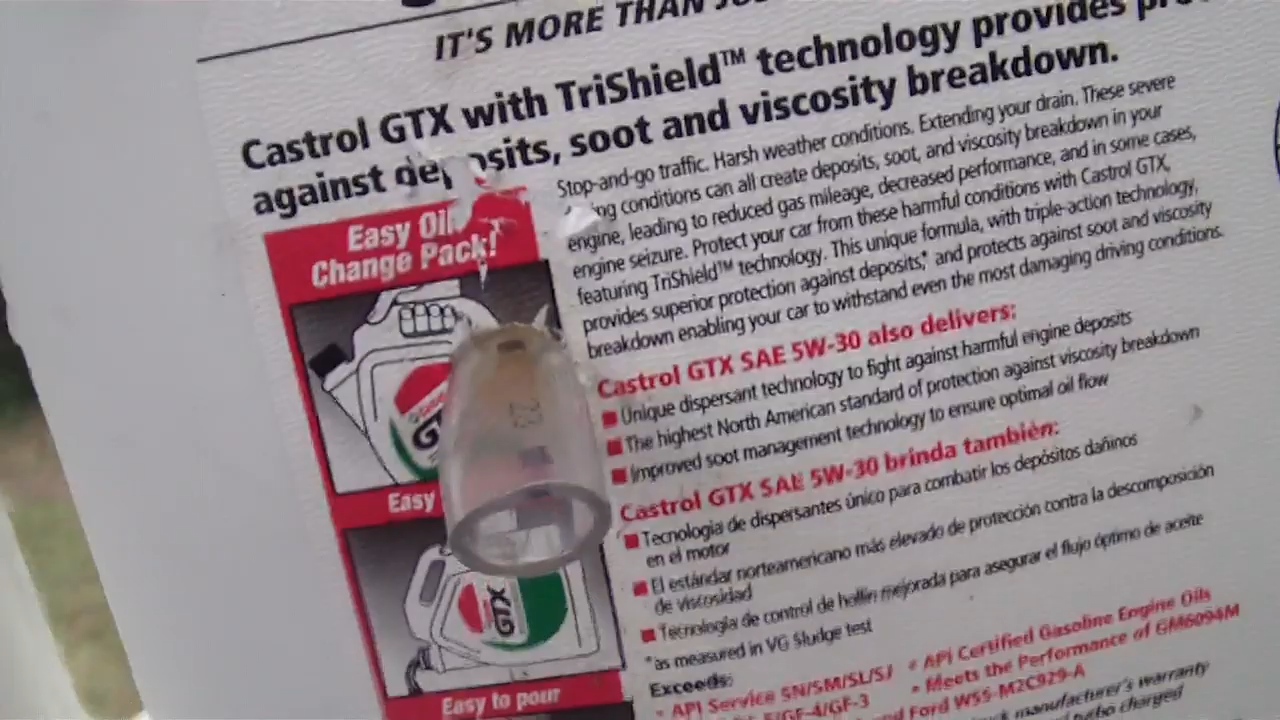 IT'S MORE THAN
Castrol GTX with TriShield™ technology provides
against deposits, soot and viscosity breakdown.
Easy Oil
Change Pack!
Easy
GTX
Easy to pour
Stop-and-go traffic. Harsh weather conditions. Extending your drain. These severe
conditions can all create deposits, soot, and viscosity breakdown in your
engine, leading to reduced gas mileage, decreased performance, and in some cases,
engine seizure. Protect your car from these harmful conditions with Castrol GTX,
featuring TriShield™ technology. This unique formula, with triple-action technology,
provides superior protection against deposits,* and protects against soot and viscosity
breakdown enabling your car to withstand even the most damaging driving conditions.
Castrol GTX SAE 5W-30 also delivers:
Unique dispersant technology to fight against harmful engine deposits
The highest North American standard of protection against viscosity breakdown
Improved soot management technology to ensure optimal oil flow
Castrol GTX SAE 5W-30 brinda también:
Tecnología de dispersantes único para combatir los depósitos dañinos
en el motor
El estándar norteamericano más elevado de protección contra la descomposición
de viscosidad
Tecnología de control de hollín mejorada para asegurar el flujo óptimo de aceite
*as measured in VG Sludge test
Exceeds:
• API Service SN/SM/SL/SJ
• API Certified Gasoline Engine Oils
• Meets the Performance of GM6094M
/GF-4/GF-3
and Ford WSS-M2C929-A
manufacturer's warranty
turbo charged